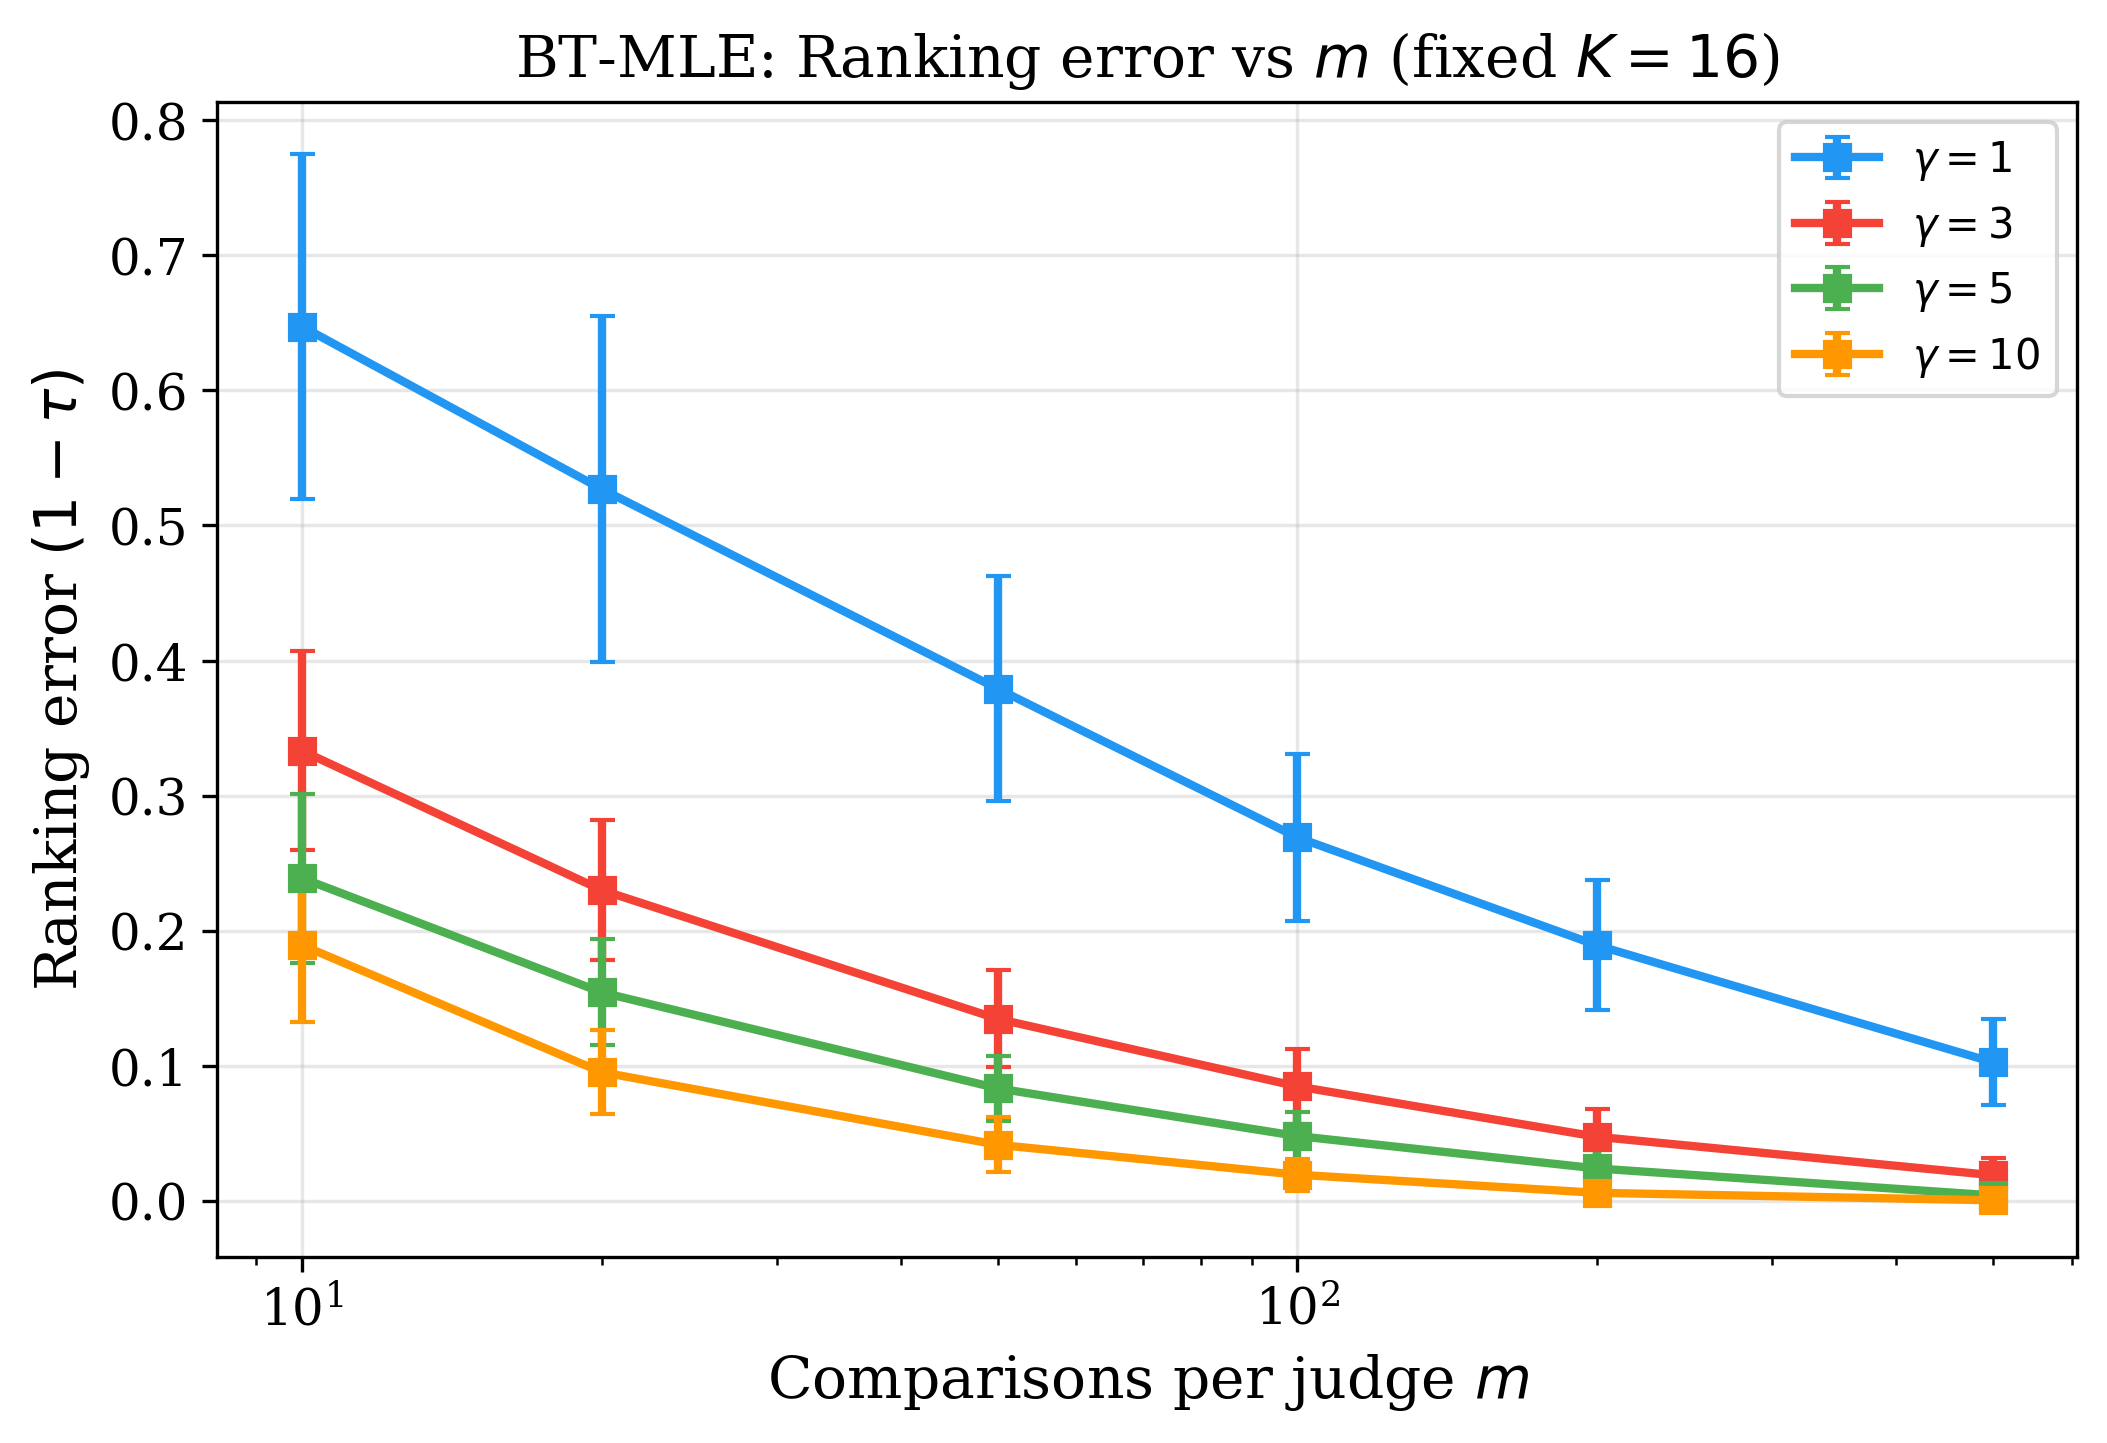 BT-MLE: Ranking error vs m (fixed K = 16)
Ranking error (1 − τ)
0.8
0.7
0.6
0.5
0.4
0.3
0.2
0.1
0.0
γ = 1
γ = 3
γ = 5
γ = 10
10¹
10²
Comparisons per judge m